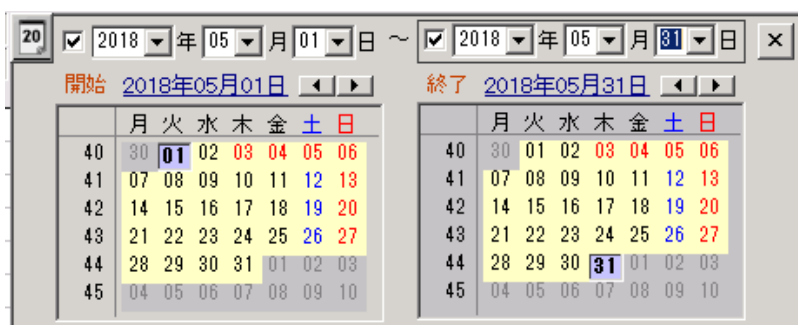 20 2018 年 05 月 01 日 ～ 2018 年 05 月 31 日 ×
開始 2018年05月01日 終了 2018年05月31日
月 火 水 木 金 土 日 月 火 水 木 金 土 日
40 30 01 02 03 04 05 06 40 30 01 02 03 04 05 06
41 07 08 09 10 11 12 13 41 07 08 09 10 11 12 13
42 14 15 16 17 18 19 20 42 14 15 16 17 18 19 20
43 21 22 23 24 25 26 27 43 21 22 23 24 25 26 27
44 28 29 30 31 01 02 03 44 28 29 30 31 01 02 03
45 04 05 06 07 08 09 10 45 04 05 06 07 08 09 10